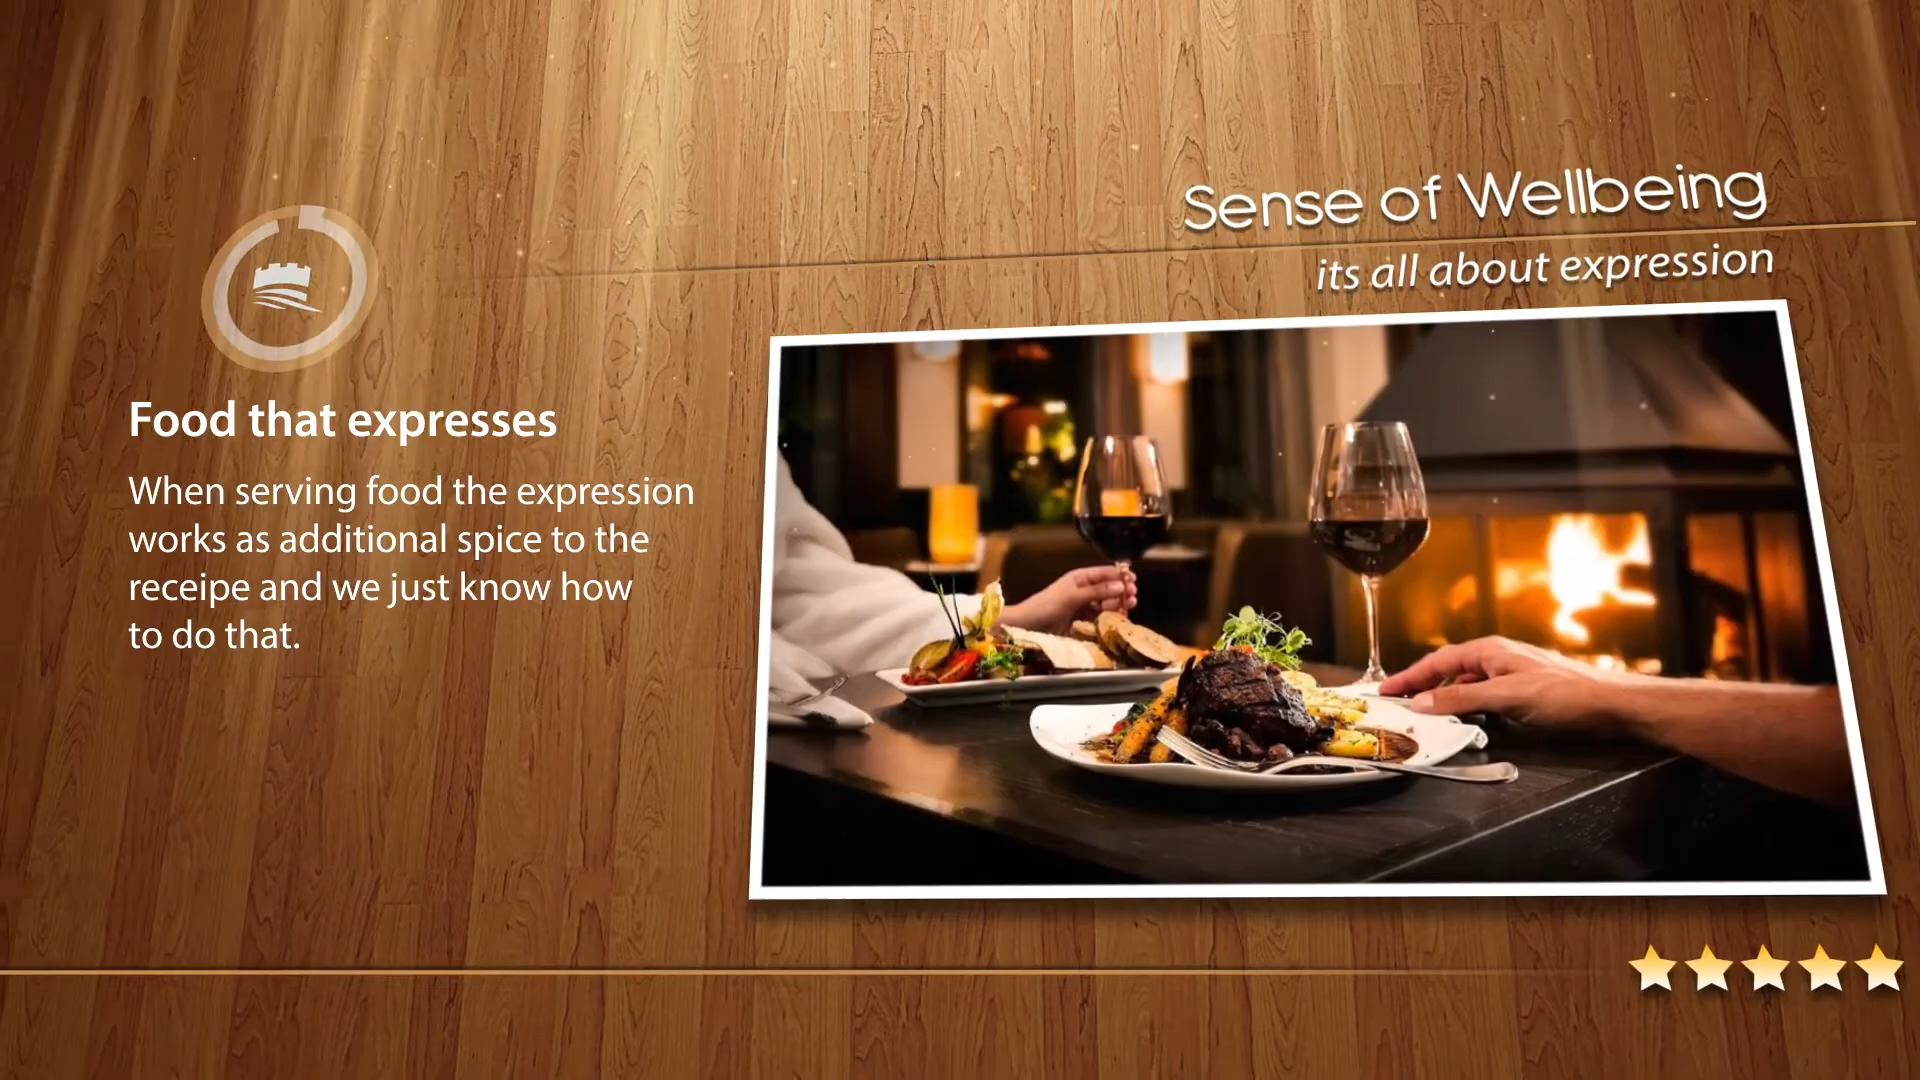 Sense of Wellbeing
its all about expression
Food that expresses
When serving food the expression
works as additional spice to the
receipe and we just know how
to do that.